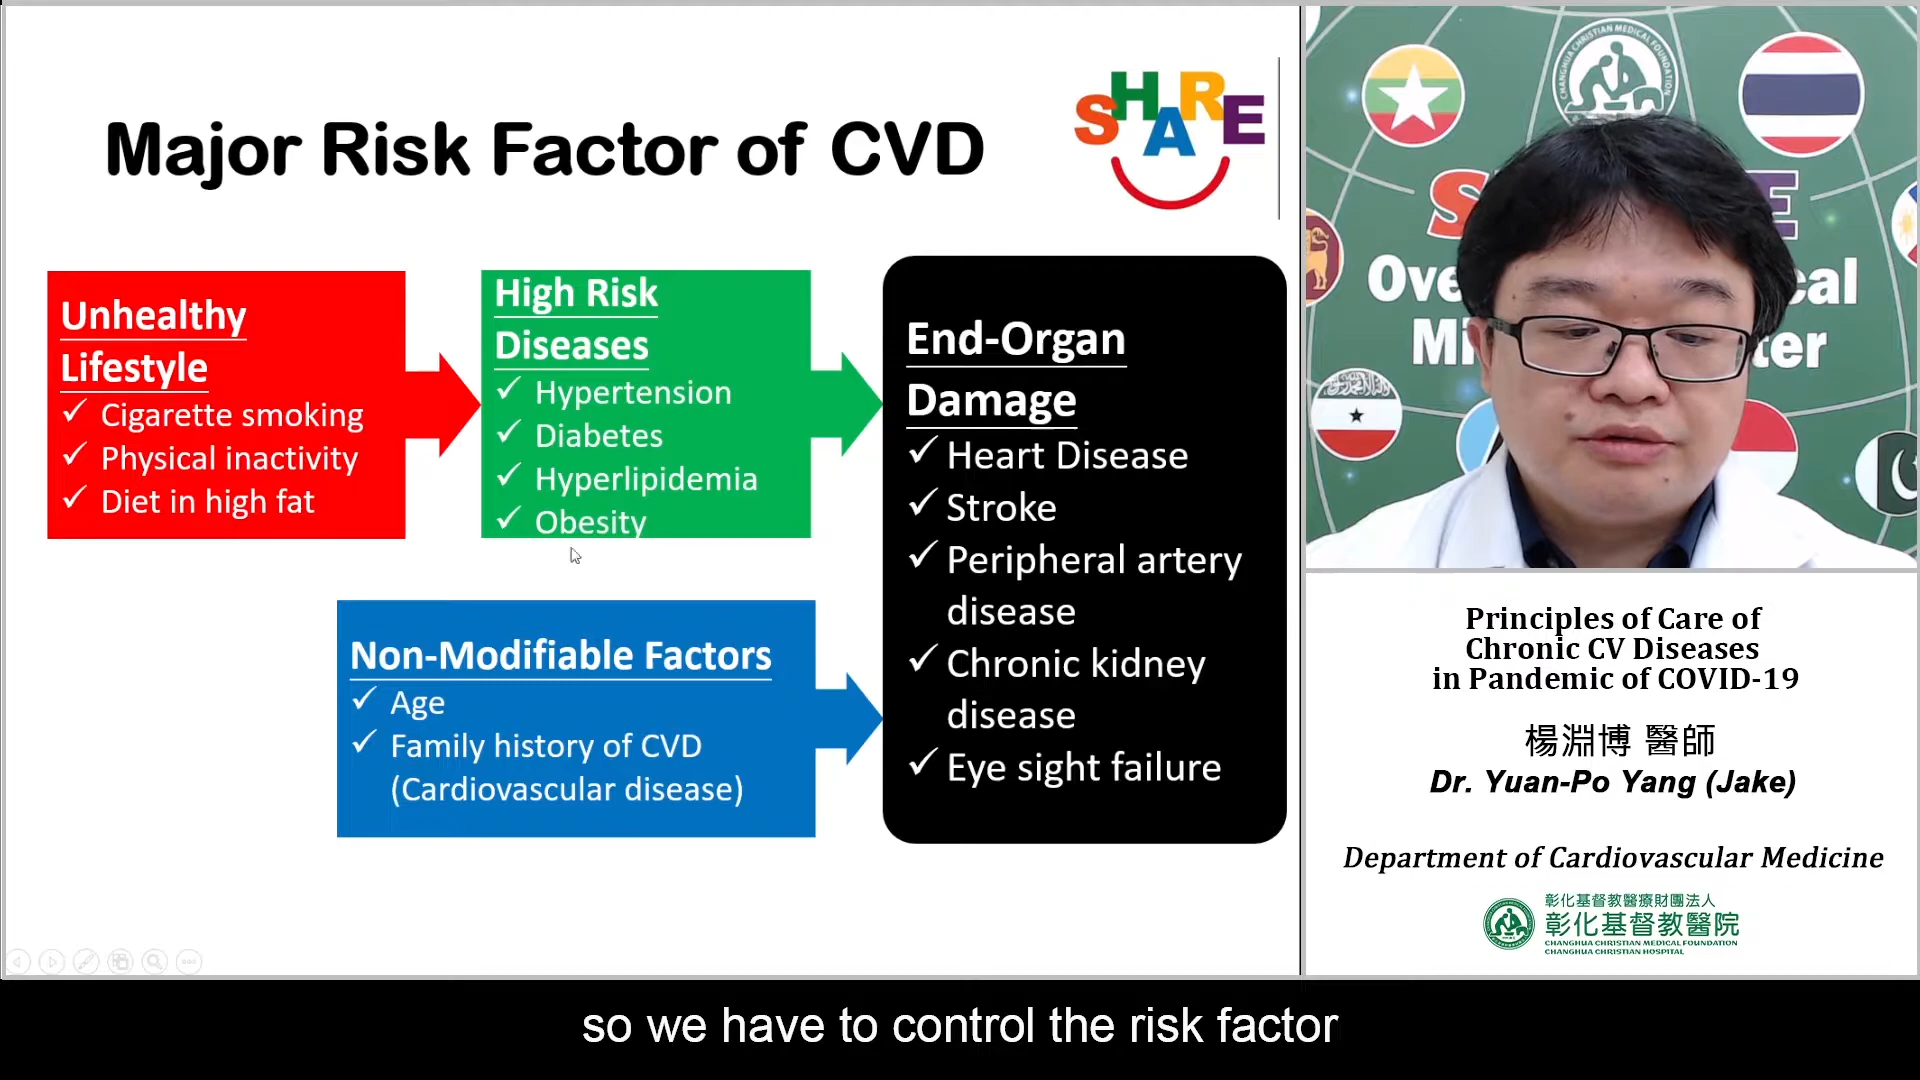 Major Risk Factor of CVD
SHARE
Unhealthy
Lifestyle
✓ Cigarette smoking
✓ Physical inactivity
✓ Diet in high fat
High Risk
Diseases
✓ Hypertension
✓ Diabetes
✓ Hyperlipidemia
✓ Obesity
Non-Modifiable Factors
✓ Age
✓ Family history of CVD
(Cardiovascular disease)
End-Organ
Damage
✓ Heart Disease
✓ Stroke
✓ Peripheral artery
disease
✓ Chronic kidney
disease
✓ Eye sight failure
CHANGHUA CHRISTIAN MEDICAL FOUNDATION
Principles of Care of
Chronic CV Diseases
in Pandemic of COVID-19
楊淵博 醫師
Dr. Yuan-Po Yang (Jake)
Department of Cardiovascular Medicine
彰化基督教醫療財團法人
彰化基督教醫院
CHANGHUA CHRISTIAN MEDICAL FOUNDATION
CHANGHUA CHRISTIAN HOSPITAL
so we have to control the risk factor